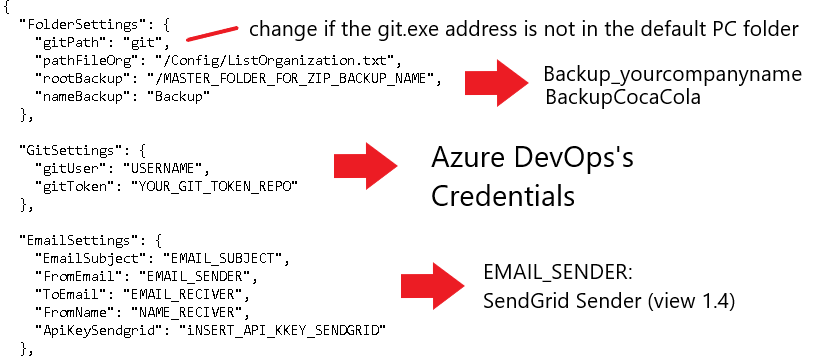 {
"FolderSettings": {
change if the git.exe address is not in the default PC folder
"gitPath": "git",
"pathFileOrg": "/Config/ListOrganization.txt",
"rootBackup": "/MASTER_FOLDER_FOR_ZIP_BACKUP_NAME",
"nameBackup": "Backup"
},
Backup_yourcompanyname
BackupCocaCola
"GitSettings": {
"gitUser": "USERNAME",
"gitToken": "YOUR_GIT_TOKEN_REPO"
},
Azure DevOps's
Credentials
"EmailSettings": {
"EmailSubject": "EMAIL_SUBJECT",
"FromEmail": "EMAIL_SENDER",
"ToEmail": "EMAIL_RECIVER",
"FromName": "NAME_RECIVER",
"ApiKeySendgrid": "iNSERT_API_KKEY_SENDGRID"
},
EMAIL_SENDER:
SendGrid Sender (view 1.4)